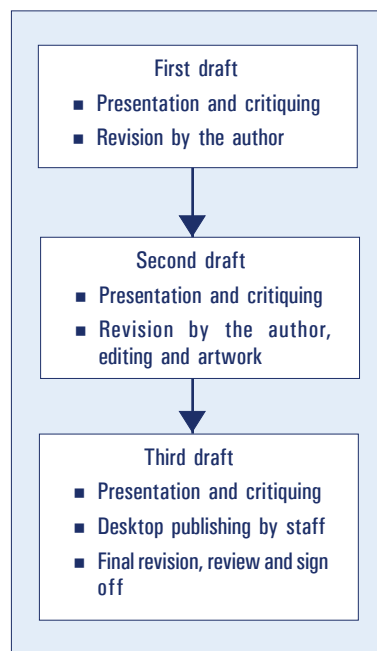 First draft
■ Presentation and critiquing
■ Revision by the author
Second draft
■ Presentation and critiquing
■ Revision by the author,
editing and artwork
Third draft
■ Presentation and critiquing
■ Desktop publishing by staff
■ Final revision, review and sign
off